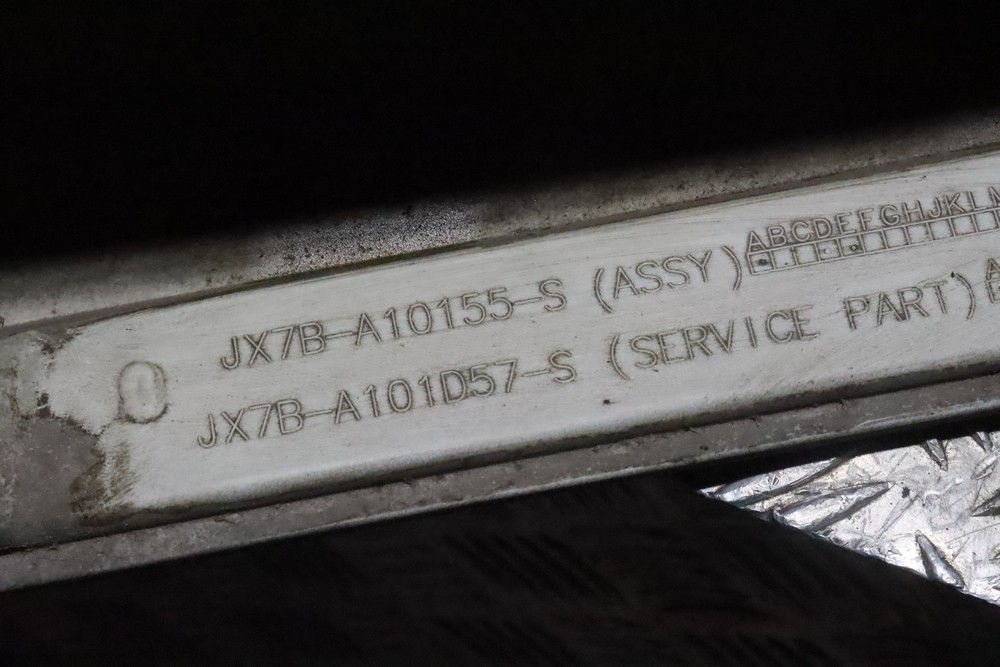 ABCDEFGHJKL
JX7B-A10155-S (ASSY)
JX7B-A101D57-S (SERVICE PART)